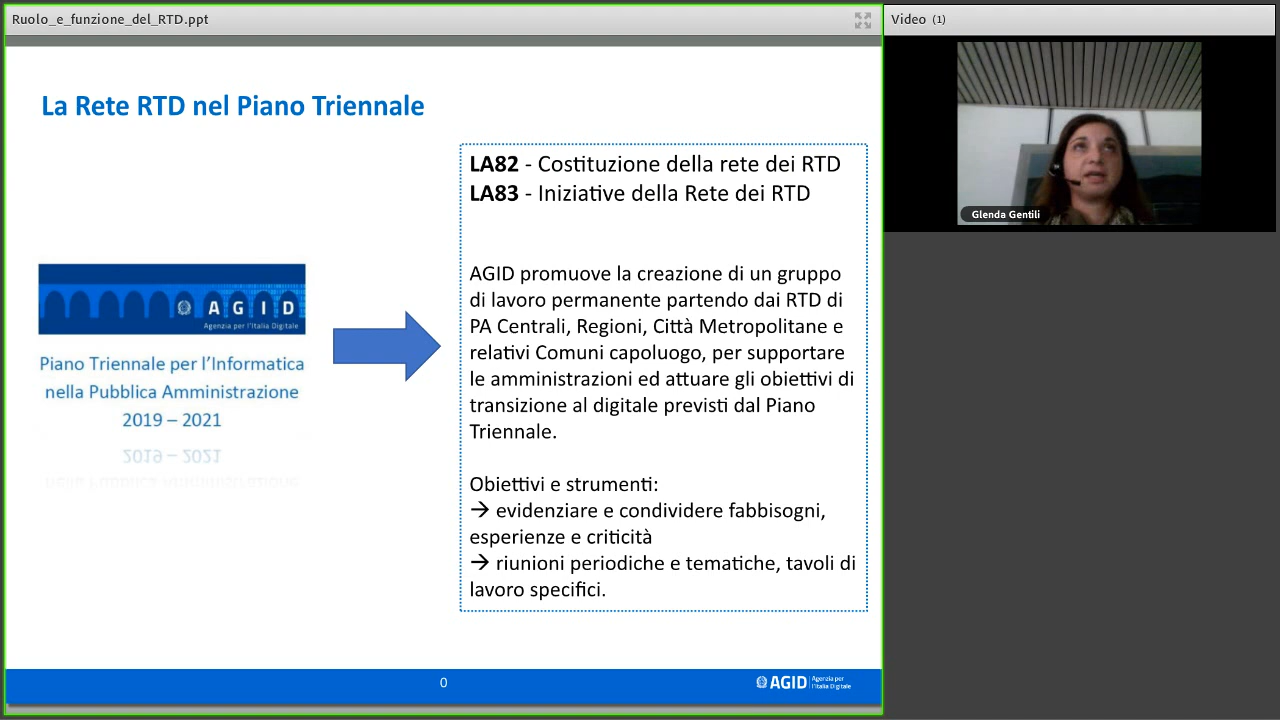 Ruolo_e_funzione_del_RTD.ppt
Video (1)
Glenda Gentili
La Rete RTD nel Piano Triennale
AGID
Agenzia per l'Italia Digitale
Piano Triennale per l'Informatica
nella Pubblica Amministrazione
2019 – 2021
LA82 - Costituzione della rete dei RTD
LA83 - Iniziative della Rete dei RTD
AGID promuove la creazione di un gruppo
di lavoro permanente partendo dai RTD di
PA Centrali, Regioni, Città Metropolitane e
relativi Comuni capoluogo, per supportare
le amministrazioni ed attuare gli obiettivi di
transizione al digitale previsti dal Piano
Triennale.
Obiettivi e strumenti:
→ evidenziare e condividere fabbisogni,
esperienze e criticità
→ riunioni periodiche e tematiche, tavoli di
lavoro specifici.
0
AGID
Agenzia per
l'Italia Digitale